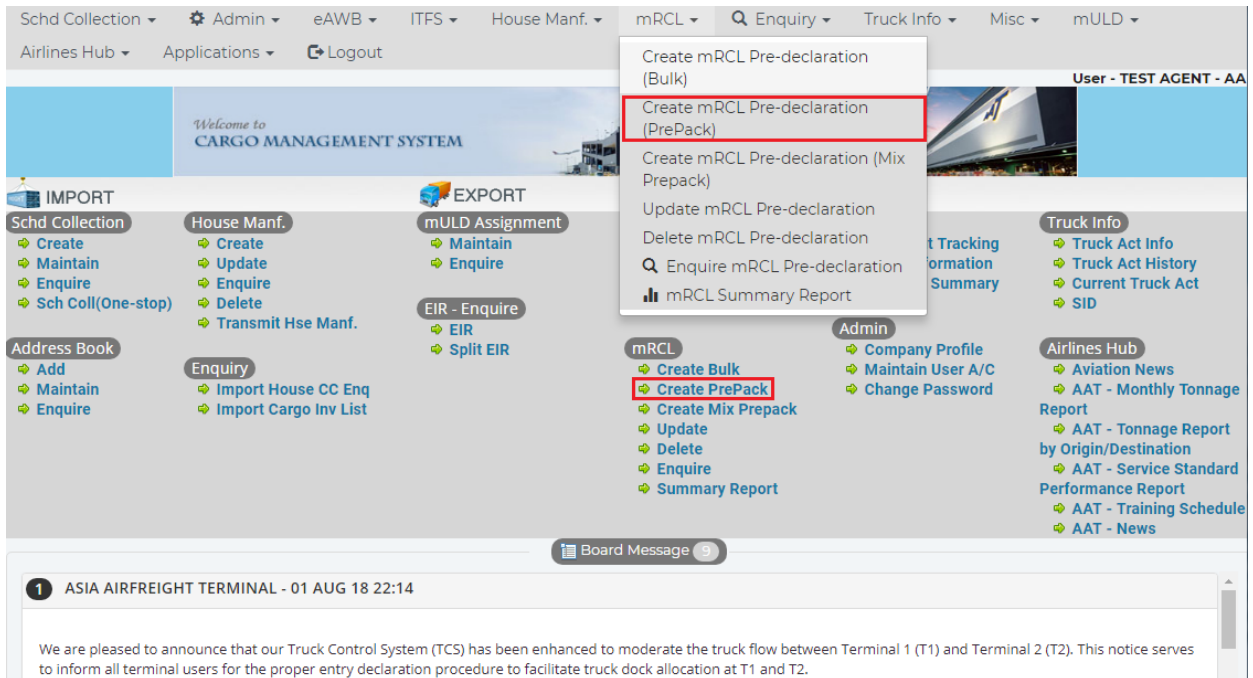 Schd Collection Admin eAWB ITFS House Manf. mRCL Enquiry Truck Info Misc mULD
Airlines Hub Applications Logout
Create mRCL Pre-declaration
(Bulk)
Create mRCL Pre-declaration
(PrePack)
Create mRCL Pre-declaration (Mix
Prepack)
Update mRCL Pre-declaration
Delete mRCL Pre-declaration
Enquire mRCL Pre-declaration
mRCL Summary Report
User - TEST AGENT - AA
Welcome to
CARGO MANAGEMENT SYSTEM
IMPORT
Schd Collection
Create
Maintain
Enquire
Sch Coll(One-stop)
Address Book
Add
Maintain
Enquire
House Manf.
Create
Update
Enquire
Delete
Transmit Hse Manf.
Enquiry
Import House CC Enq
Import Cargo Inv List
EXPORT
mULD Assignment
Maintain
Enquire
EIR - Enquire
EIR
Split EIR
mRCL
Create Bulk
Create PrePack
Create Mix Prepack
Update
Delete
Enquire
Summary Report
t Tracking
ormation
Summary
Admin
Company Profile
Maintain User A/C
Change Password
Truck Info
Truck Act Info
Truck Act History
Current Truck Act
SID
Airlines Hub
Aviation News
AAT - Monthly Tonnage
Report
AAT - Tonnage Report
by Origin/Destination
AAT - Service Standard
Performance Report
AAT - Training Schedule
AAT - News
Board Message 9
1 ASIA AIRFREIGHT TERMINAL - 01 AUG 18 22:14
We are pleased to announce that our Truck Control System (TCS) has been enhanced to moderate the truck flow between Terminal 1 (T1) and Terminal 2 (T2). This notice serves
to inform all terminal users for the proper entry declaration procedure to facilitate truck dock allocation at T1 and T2.